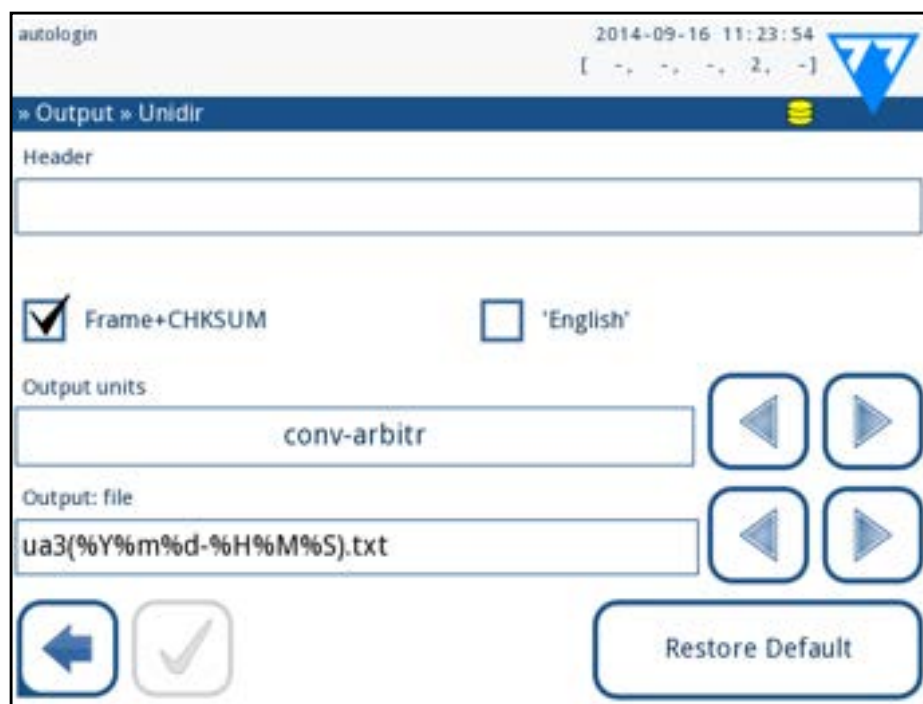 autologin
2014-09-16 11:23:54
[ -, -, -, 2, -]
» Output » Unidir
Header
Frame+CHKSUM
'English'
Output units
conv-arbitr
Output: file
ua3(%Y%m%d-%H%M%S).txt
Restore Default